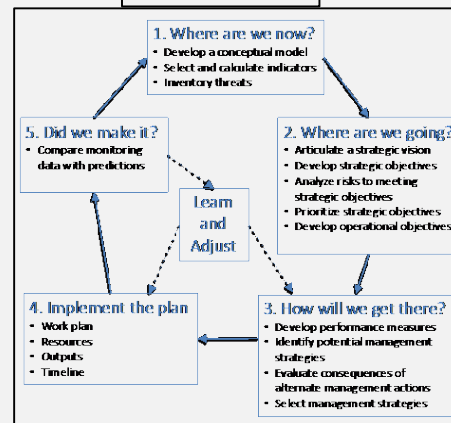 1. Where are we now?
• Develop a conceptual model
• Select and calculate indicators
• Inventory threats
2. Where are we going?
• Articulate a strategic vision
• Develop strategic objectives
• Analyze risks to meeting
strategic objectives
• Prioritize strategic objectives
• Develop operational objectives
3. How will we get there?
• Develop performance measures
• Identify potential management
strategies
• Evaluate consequences of
alternate management actions
• Select management strategies
4. Implement the plan
• Work plan
• Resources
• Outputs
• Timeline
5. Did we make it?
• Compare monitoring
data with predictions
Learn
and
Adjust